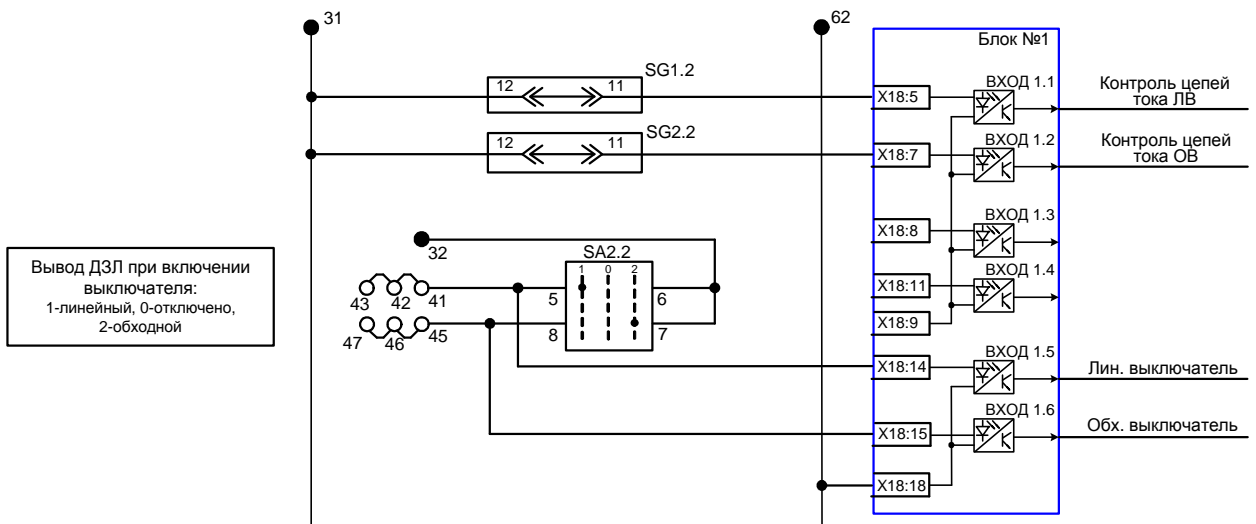 31
62
Блок №1
SG1.2
12
11
X18:5
ВХОД 1.1
Контроль цепей
тока ЛВ
SG2.2
12
11
X18:7
ВХОД 1.2
Контроль цепей
тока ОВ
X18:8
ВХОД 1.3
32
SA2.2
1 0 2
Вывод ДЗЛ при включении
выключателя:
1-линейный, 0-отключено,
2-обходной
43 42 41
5
6
X18:11
ВХОД 1.4
47 46 45
8
7
X18:9
X18:14
ВХОД 1.5
Лин. выключатель
X18:15
ВХОД 1.6
Обх. выключатель
X18:18